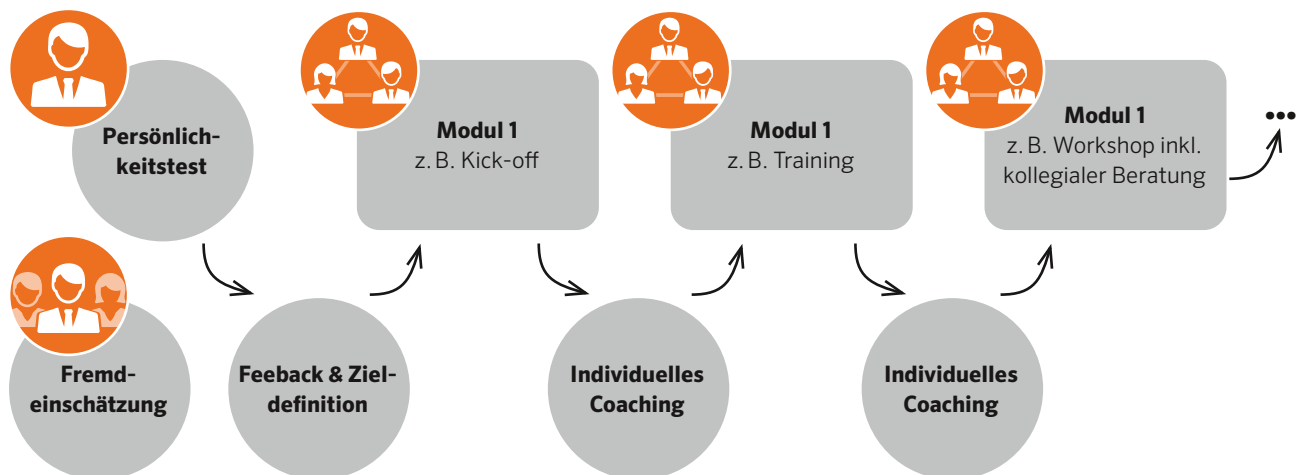 Persönlich-
keitstest
Modul 1
z. B. Kick-off
Modul 1
z. B. Training
Modul 1
z. B. Workshop inkl.
kollegialer Beratung
...
Fremd-
einschätzung
Feeback & Ziel-
definition
Individuelles
Coaching
Individuelles
Coaching